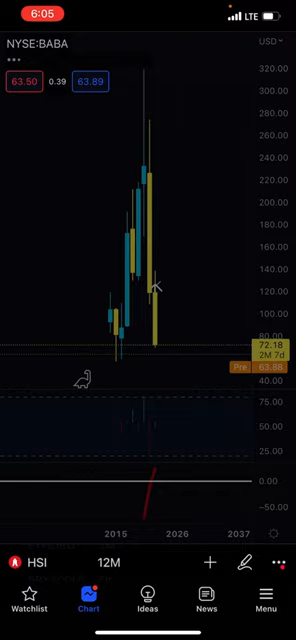 6:05
LTE
NYSE:BABA
USD
•••
63.50 0.39 63.89
320.00
300.00
280.00
260.00
240.00
220.00
200.00
180.00
160.00
140.00
120.00
100.00
80.00
72.18
2M 7d
Pre 63.88
40.00
75.00
50.00
25.00
0.00
−50.00
2015 2026 2037
HSI 12M
Watchlist Chart Ideas News Menu